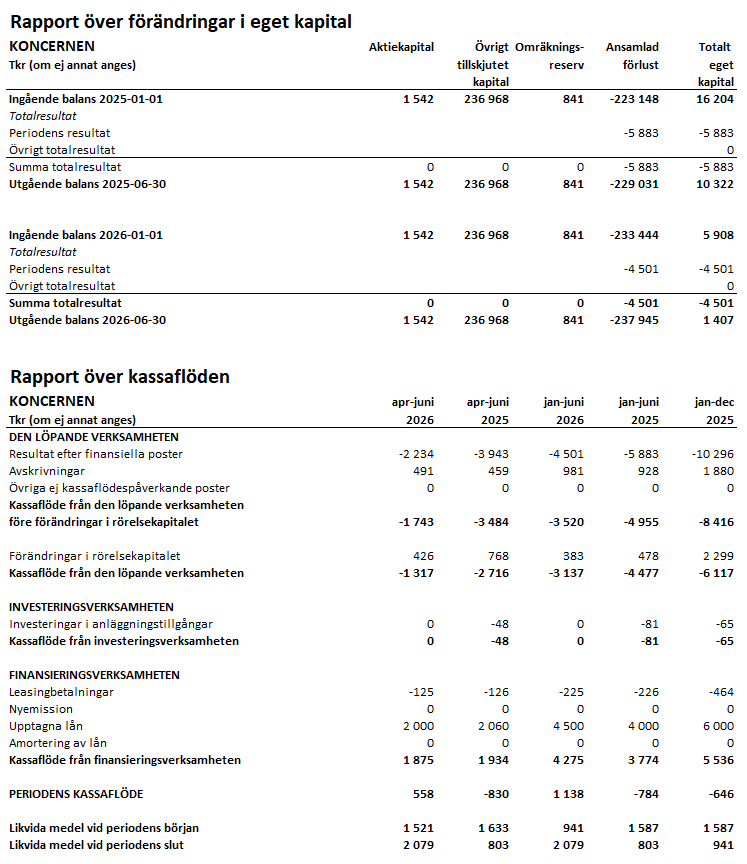 Rapport över förändringar i eget kapital
KONCERNEN Aktiekapital Övrigt Omräknings- Ansamlad Totalt
Tkr (om ej annat anges) tillskjutet reserv förlust eget
kapital kapital
Ingående balans 2025-01-01 1 542 236 968 841 -223 148 16 204
Totalresultat
Periodens resultat -5 883 -5 883
Övrigt totalresultat 0
Summa totalresultat 0 0 0 -5 883 -5 883
Utgående balans 2025-06-30 1 542 236 968 841 -229 031 10 322
Ingående balans 2026-01-01 1 542 236 968 841 -233 444 5 908
Totalresultat
Periodens resultat -4 501 -4 501
Övrigt totalresultat 0
Summa totalresultat 0 0 0 -4 501 -4 501
Utgående balans 2026-06-30 1 542 236 968 841 -237 945 1 407
Rapport över kassaflöden
KONCERNEN apr-juni apr-juni jan-juni jan-juni jan-dec
Tkr (om ej annat anges) 2026 2025 2026 2025 2025
DEN LÖPANDE VERKSAMHETEN
Resultat efter finansiella poster -2 234 -3 943 -4 501 -5 883 -10 296
Avskrivningar 491 459 981 928 1 880
Övriga ej kassaflödespåverkande poster 0 0 0 0 0
Kassaflöde från den löpande verksamheten
före förändringar i rörelsekapitalet -1 743 -3 484 -3 520 -4 955 -8 416
Förändringar i rörelsekapitalet 426 768 383 478 2 299
Kassaflöde från den löpande verksamheten -1 317 -2 716 -3 137 -4 477 -6 117
INVESTERINGSVERKSAMHETEN
Investeringar i anläggningstillgångar 0 -48 0 -81 -65
Kassaflöde från investeringsverksamheten 0 -48 0 -81 -65
FINANSIERINGSVERKSAMHETEN
Leasingbetalningar -125 -126 -225 -226 -464
Nyemission 0 0 0 0 0
Upptagna lån 2 000 2 060 4 500 4 000 6 000
Amortering av lån 0 0 0 0 0
Kassaflöde från finansieringsverksamheten 1 875 1 934 4 275 3 774 5 536
PERIODENS KASSAFLÖDE 558 -830 1 138 -784 -646
Likvida medel vid periodens början 1 521 1 633 941 1 587 1 587
Likvida medel vid periodens slut 2 079 803 2 079 803 941